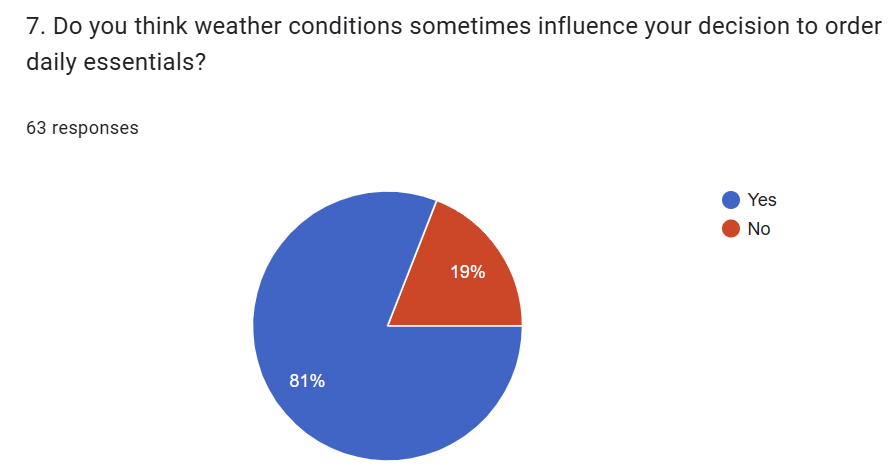 7. Do you think weather conditions sometimes influence your decision to order
daily essentials?
63 responses
Yes
No
19%
81%